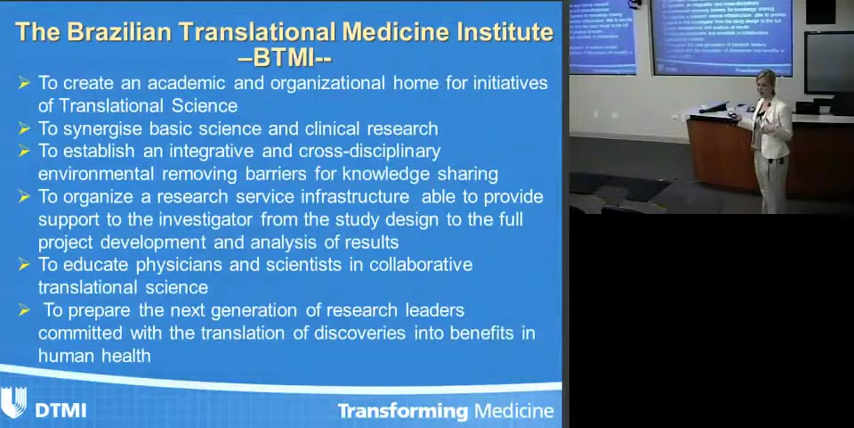 The Brazilian Translational Medicine Institute
–BTMI--
To create an academic and organizational home for initiatives
of Translational Science
To synergise basic science and clinical research
To establish an integrative and cross-disciplinary
environmental removing barriers for knowledge sharing
To organize a research service infrastructure able to provide
support to the investigator from the study design to the full
project development and analysis of results
To educate physicians and scientists in collaborative
translational science
To prepare the next generation of research leaders
committed with the translation of discoveries into benefits in
human health
DTMI
Transforming Medicine